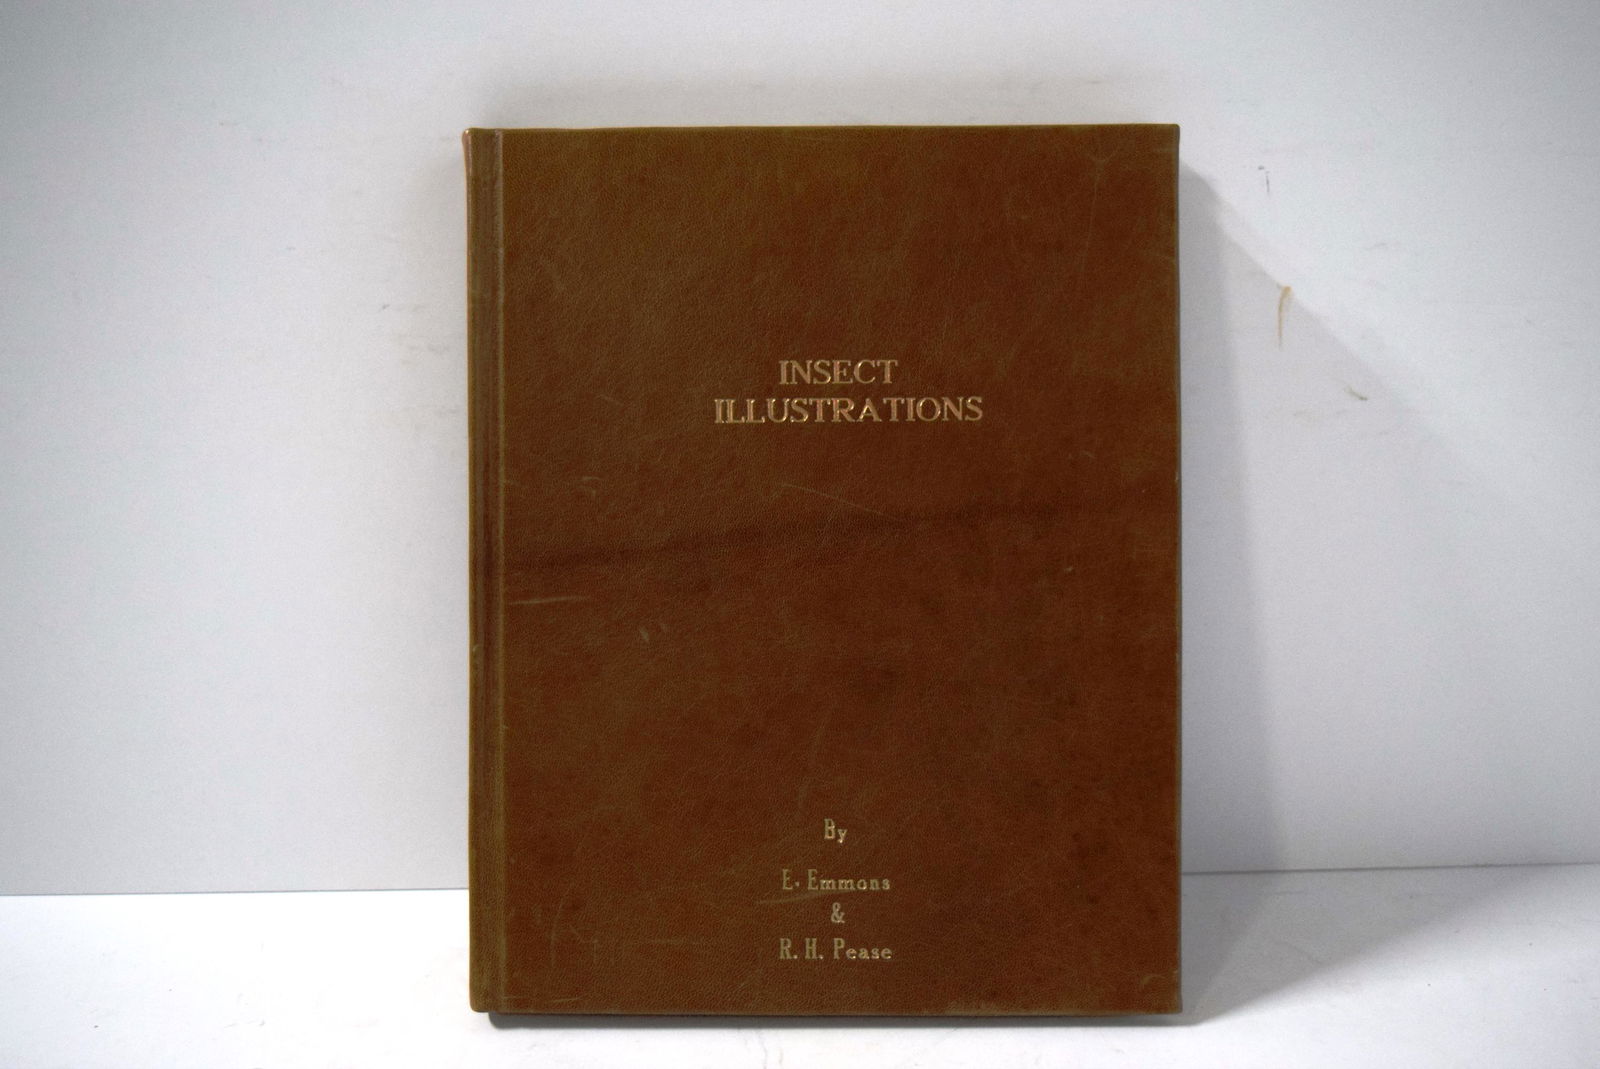 INSECT
ILLUSTRATIONS
By
E. Emmons
&
R. H. Pease